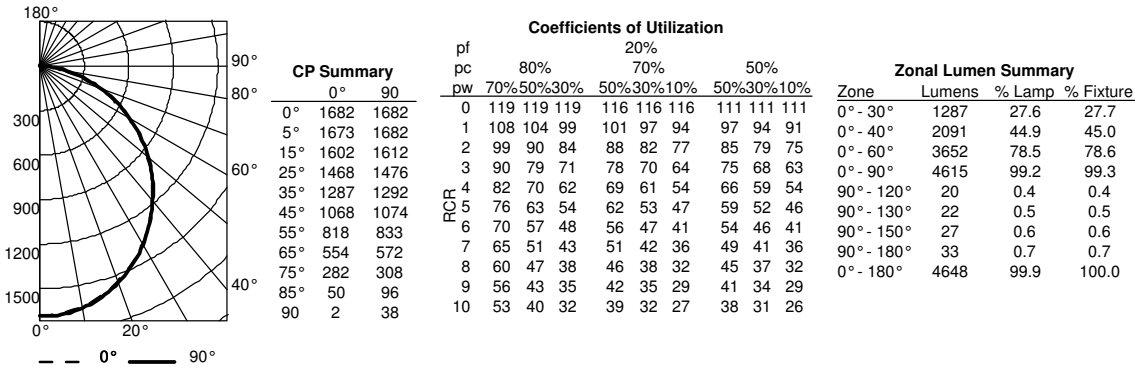 180°
90°
80°
60°
40°
300
600
900
1200
1500
0° 20°
0° 90°
CP Summary
0° 90
0° 1682 1682
5° 1673 1682
15° 1602 1612
25° 1468 1476
35° 1287 1292
45° 1068 1074
55° 818 833
65° 554 572
75° 282 308
85° 50 96
90 2 38
Coefficients of Utilization
pf 20%
pc 80% 70% 50%
pw 70%50%30% 50%30%10% 50%30%10%
RCR
0 119 119 119 116 116 116 111 111 111
1 108 104 99 101 97 94 97 94 91
2 99 90 84 88 82 77 85 79 75
3 90 79 71 78 70 64 75 68 63
4 82 70 62 69 61 54 66 59 54
5 76 63 54 62 53 47 59 52 46
6 70 57 48 56 47 41 54 46 41
7 65 51 43 51 42 36 49 41 36
8 60 47 38 46 38 32 45 37 32
9 56 43 35 42 35 29 41 34 29
10 53 40 32 39 32 27 38 31 26
Zonal Lumen Summary
Zone Lumens % Lamp % Fixture
0°- 30° 1287 27.6 27.7
0°- 40° 2091 44.9 45.0
0°- 60° 3652 78.5 78.6
0°- 90° 4615 99.2 99.3
90°- 120° 20 0.4 0.4
90°- 130° 22 0.5 0.5
90°- 150° 27 0.6 0.6
90°- 180° 33 0.7 0.7
0°- 180° 4648 99.9 100.0